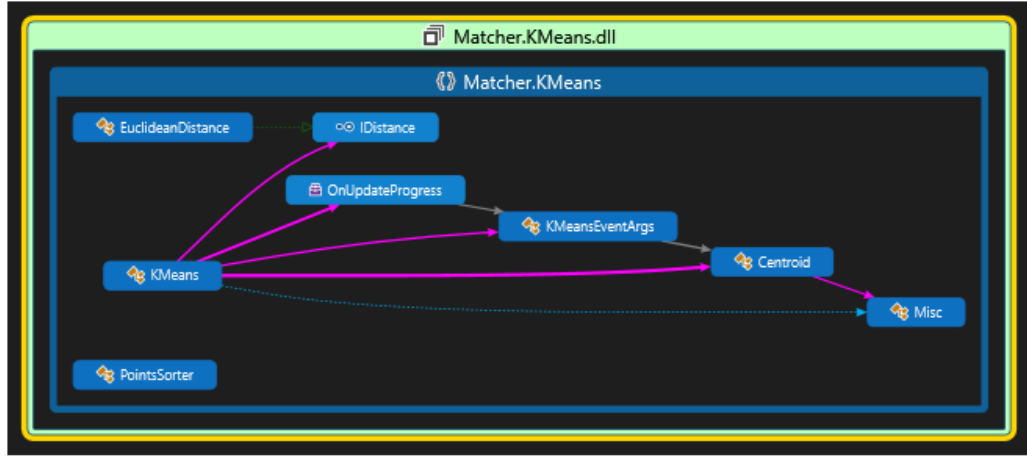 Matcher.KMeans.dll
Matcher.KMeans
EuclideanDistance
IDistance
OnUpdateProgress
KMeansEventArgs
Centroid
KMeans
Misc
PointsSorter